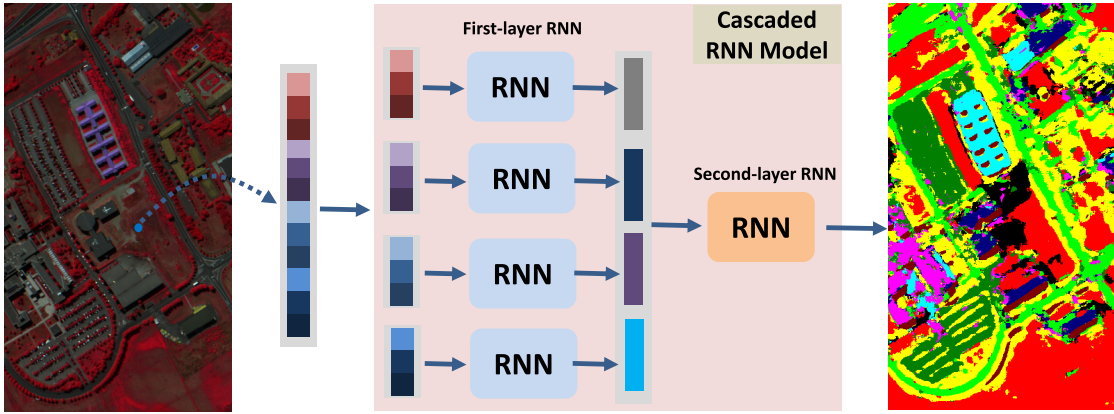 First-layer RNN
Cascaded
RNN Model
RNN
RNN
Second-layer RNN
RNN
RNN
RNN